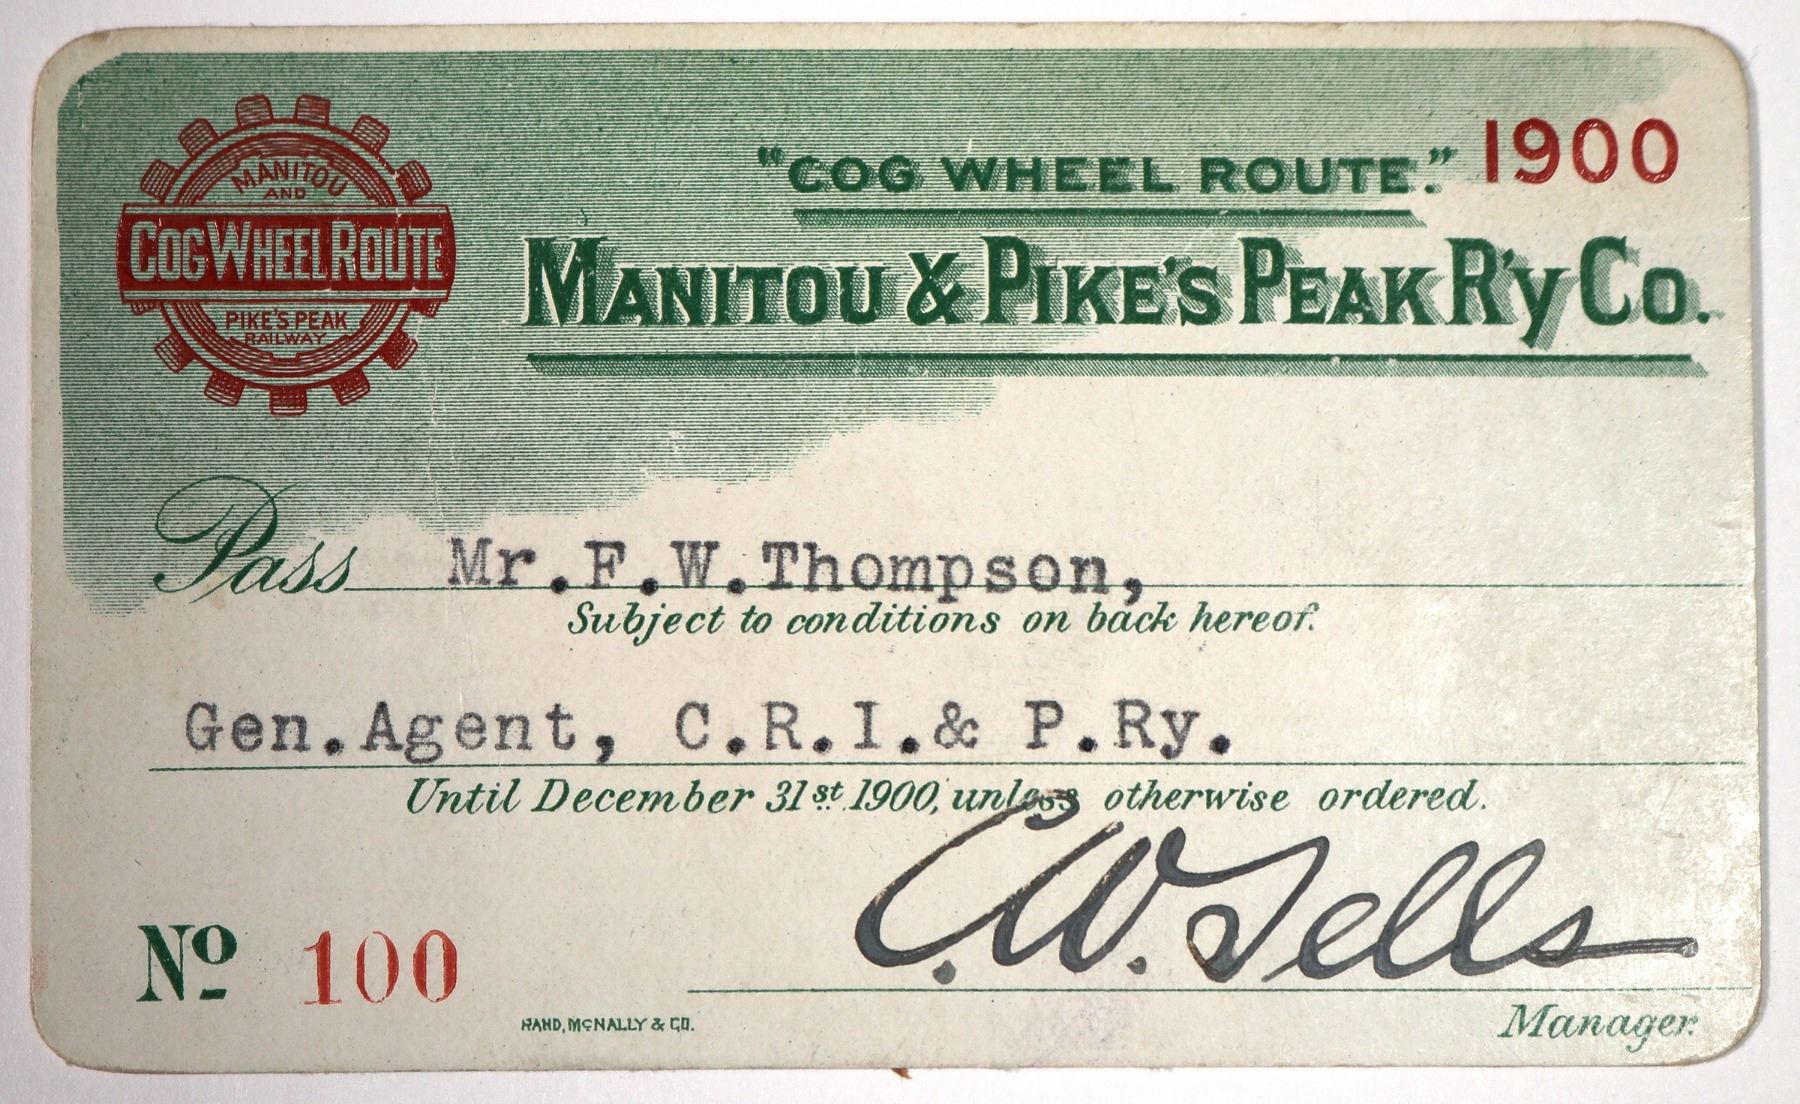 MANITOU
AND
COG WHEEL ROUTE
PIKE'S PEAK
RAILWAY
"COG WHEEL ROUTE." 1900
MANITOU & PIKE'S PEAK R'Y CO.
Pass Mr.F.W.Thompson,
Subject to conditions on back hereof.
Gen.Agent, C.R.I.& P.Ry.
Until December 31st 1900, unless otherwise ordered.
C.W. Sells
No 100
RAND, MCNALLY & CO.
Manager.